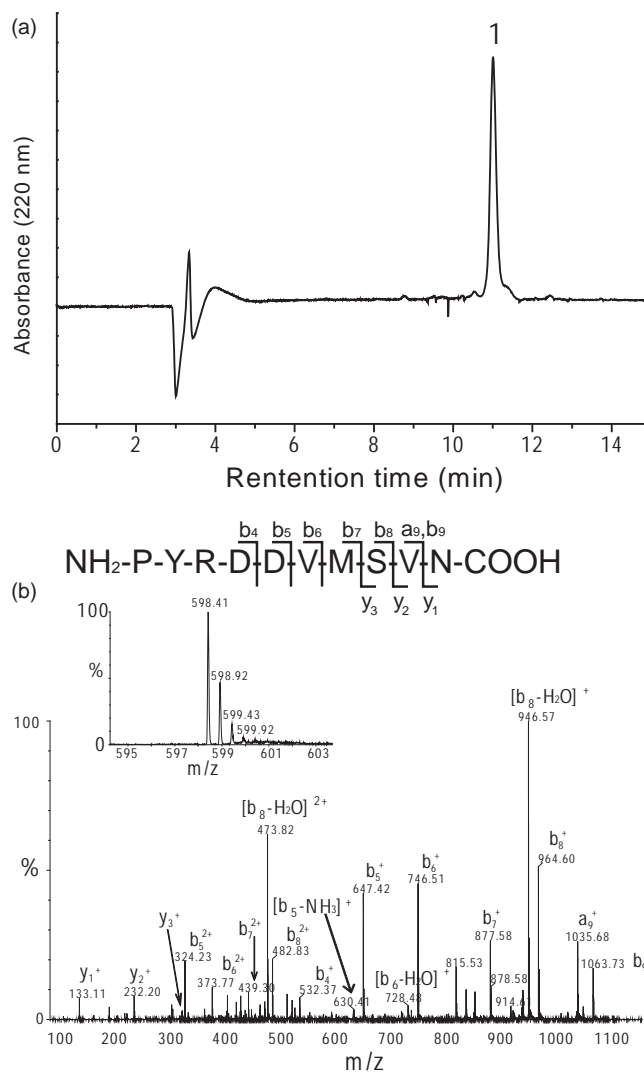 (a)
1
Absorbance (220 nm)
0 2 4 6 8 10 12 14
Rentention time (min)
b4 b5 b6 b7 b8 a9,b9
NH2-P-Y-R-D-D-V-M-S-V-N-COOH
y3 y2 y1
(b)
100
%
0
598.41
598.92
599.43
599.92
595 597 599 601 603
m/z
100
%
0
[b8-H2O]+
946.57
[b8-H2O]2+
473.82
b8+
964.60
b6+
746.51
b5+
647.42
[b5-NH3]+
630.41
b7+
877.58
a9+
1035.68
1063.73
y3+
b52+
324.23
b72+
439.30
b82+
482.83
b62+
373.77
b4+
532.37
[b6-H2O]+
728.48
815.53
878.58
914.6
y1+
133.11
y2+
232.20
100 200 300 400 500 600 700 800 900 1000 1100
m/z